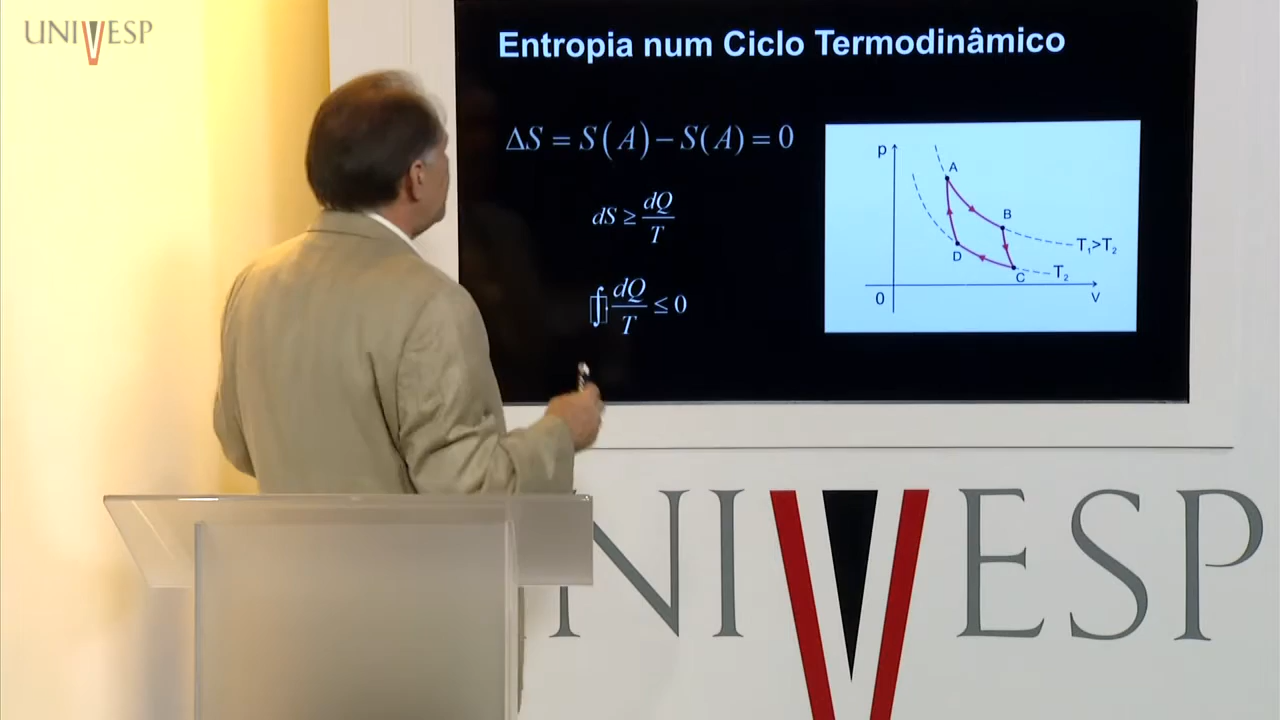 UNIVESP
Entropia num Ciclo Termodinâmico
ΔS = S(A) − S(A) = 0
dS ≥ dQ/T
∮ dQ/T ≤ 0
p
A
B
T₁>T₂
D
C
T₂
0
V
UNIVESP